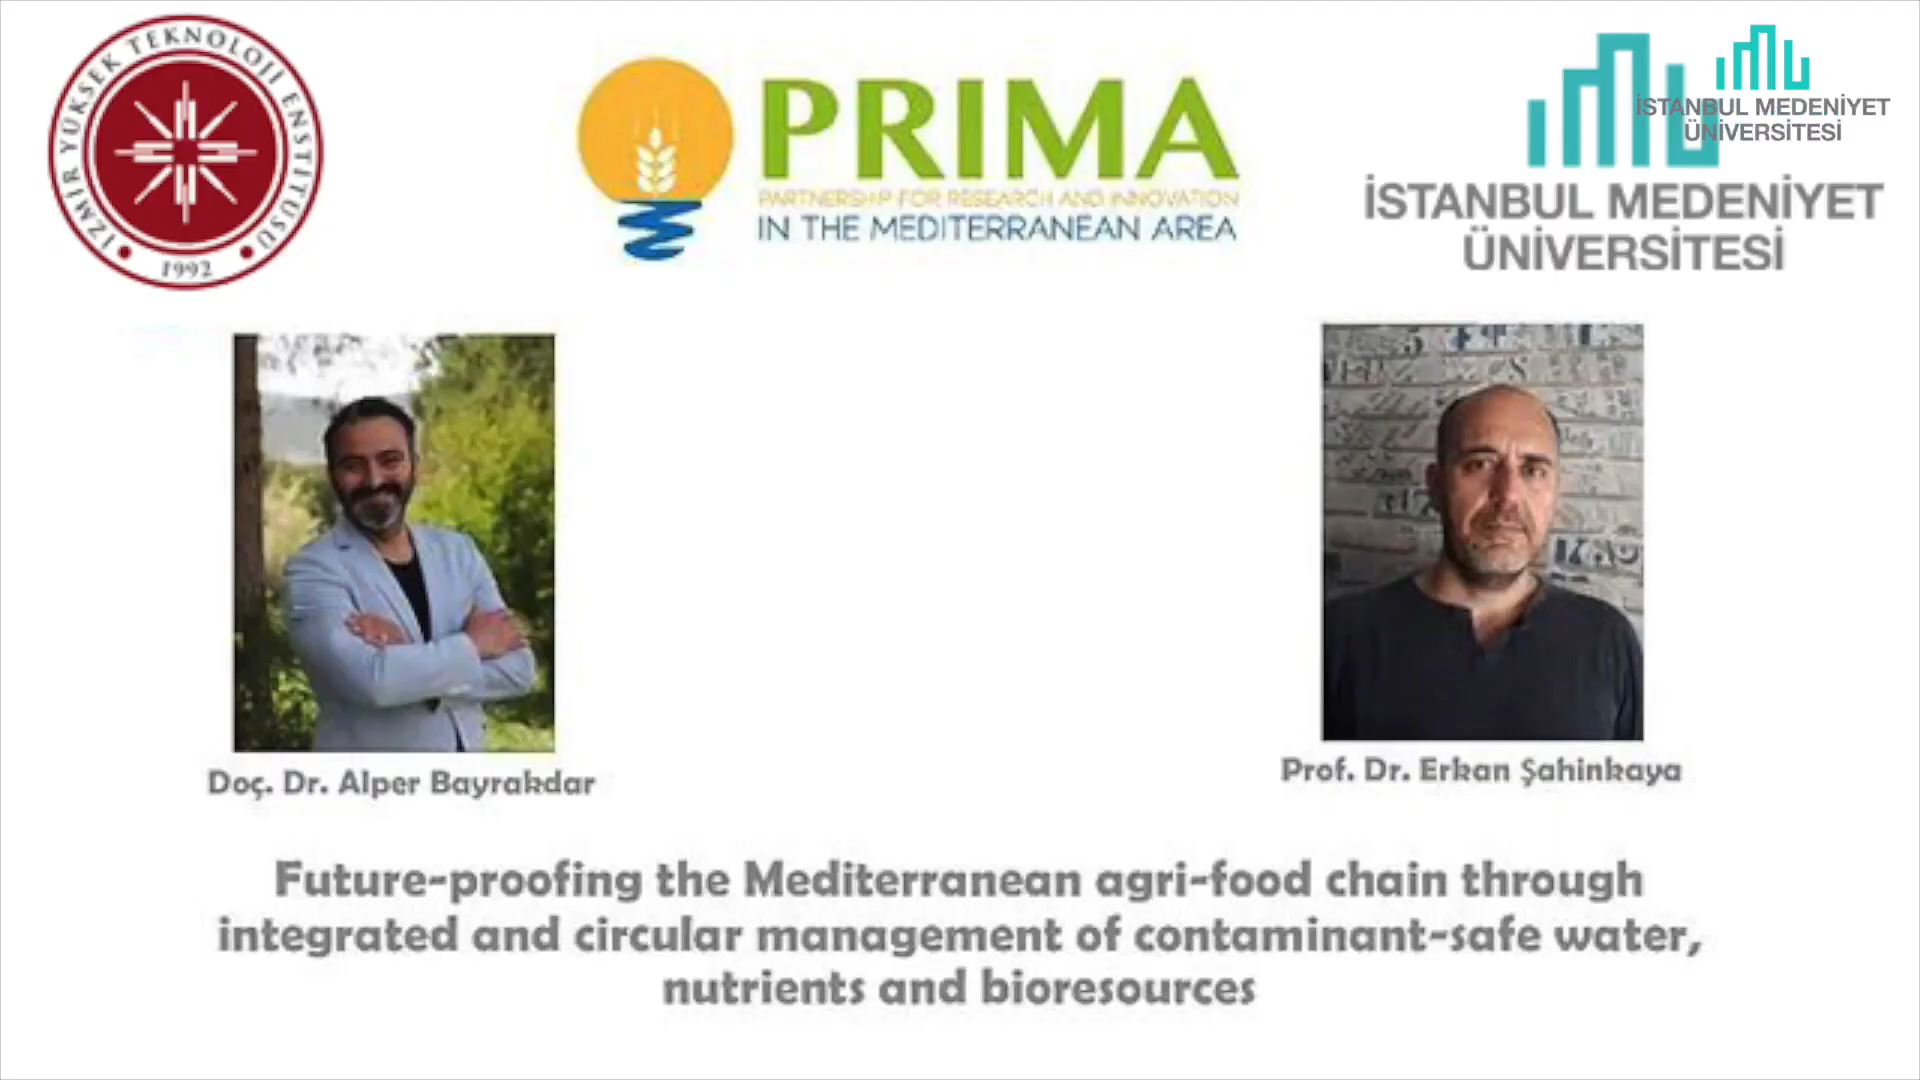 İZMİR YÜKSEK TEKNOLOJİ ENSTİTÜSÜ
1992
PRIMA
PARTNERSHIP FOR RESEARCH AND INNOVATION
IN THE MEDITERRANEAN AREA
İSTANBUL MEDENİYET
ÜNİVERSİTESİ
İSTANBUL MEDENİYET
ÜNİVERSİTESİ
Doç. Dr. Alper Bayrakdar
Prof. Dr. Erkan Şahinkaya
Future-proofing the Mediterranean agri-food chain through
integrated and circular management of contaminant-safe water,
nutrients and bioresources